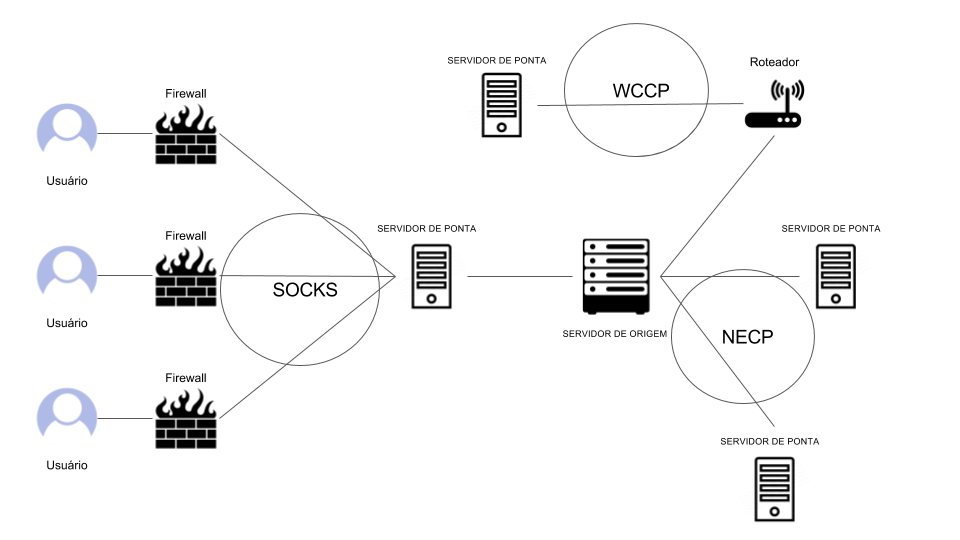 SERVIDOR DE PONTA
WCCP
Roteador
Firewall
Usuário
Firewall
SERVIDOR DE PONTA
SERVIDOR DE PONTA
SOCKS
Usuário
SERVIDOR DE ORIGEM
NECP
Firewall
SERVIDOR DE PONTA
Usuário